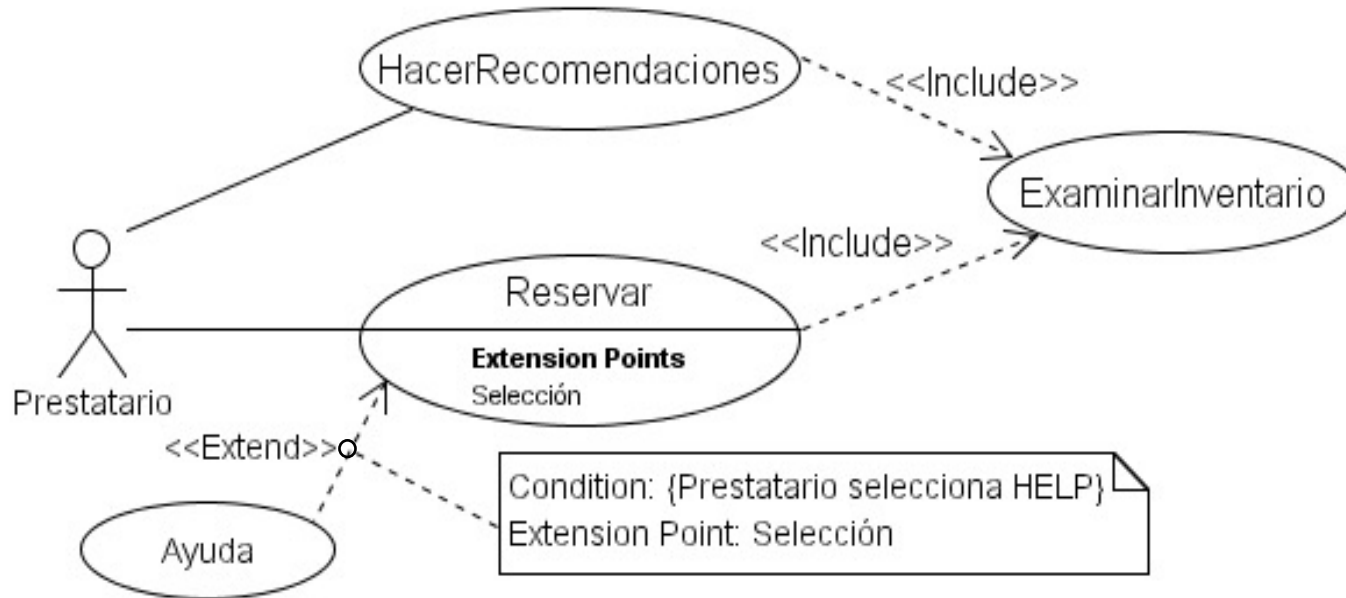 HacerRecomendaciones
<<Include>>
ExaminarInventario
<<Include>>
Reservar
Extension Points
Selección
Prestatario
<<Extend>>
Condition: {Prestatario selecciona HELP}
Extension Point: Selección
Ayuda